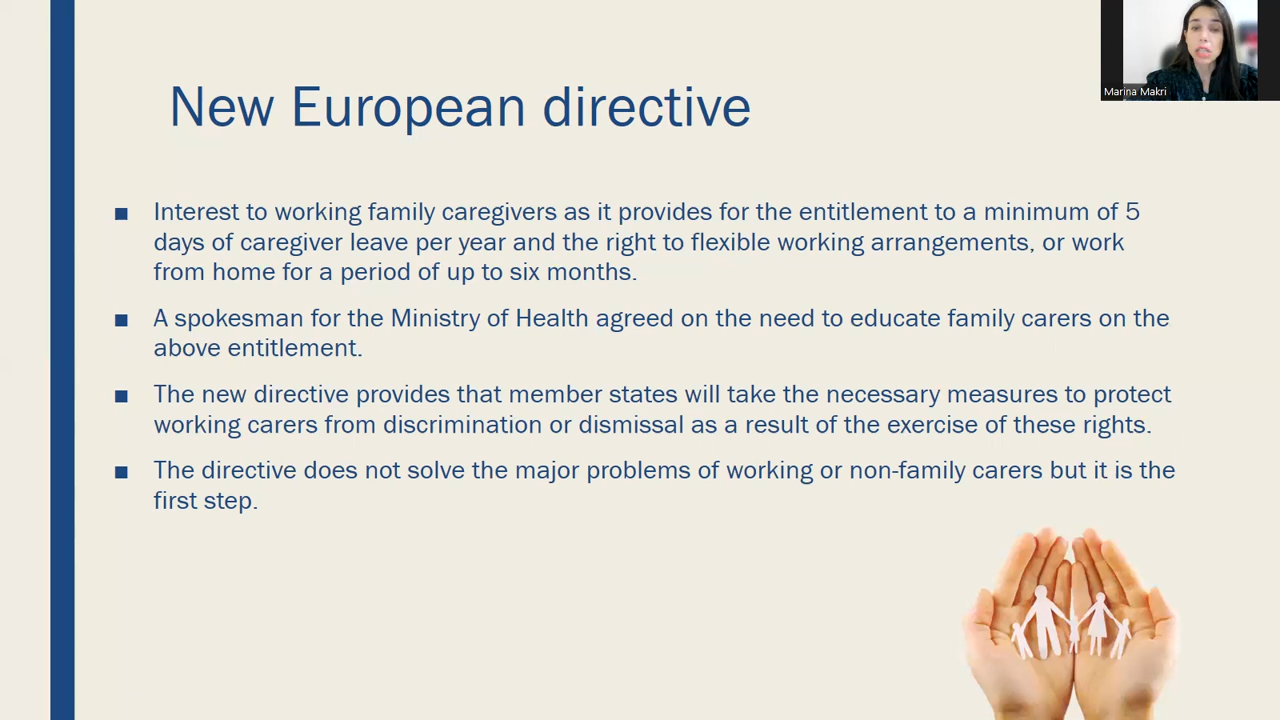 New European directive
Marina Makri
■ Interest to working family caregivers as it provides for the entitlement to a minimum of 5
days of caregiver leave per year and the right to flexible working arrangements, or work
from home for a period of up to six months.
■ A spokesman for the Ministry of Health agreed on the need to educate family carers on the
above entitlement.
■ The new directive provides that member states will take the necessary measures to protect
working carers from discrimination or dismissal as a result of the exercise of these rights.
■ The directive does not solve the major problems of working or non-family carers but it is the
first step.